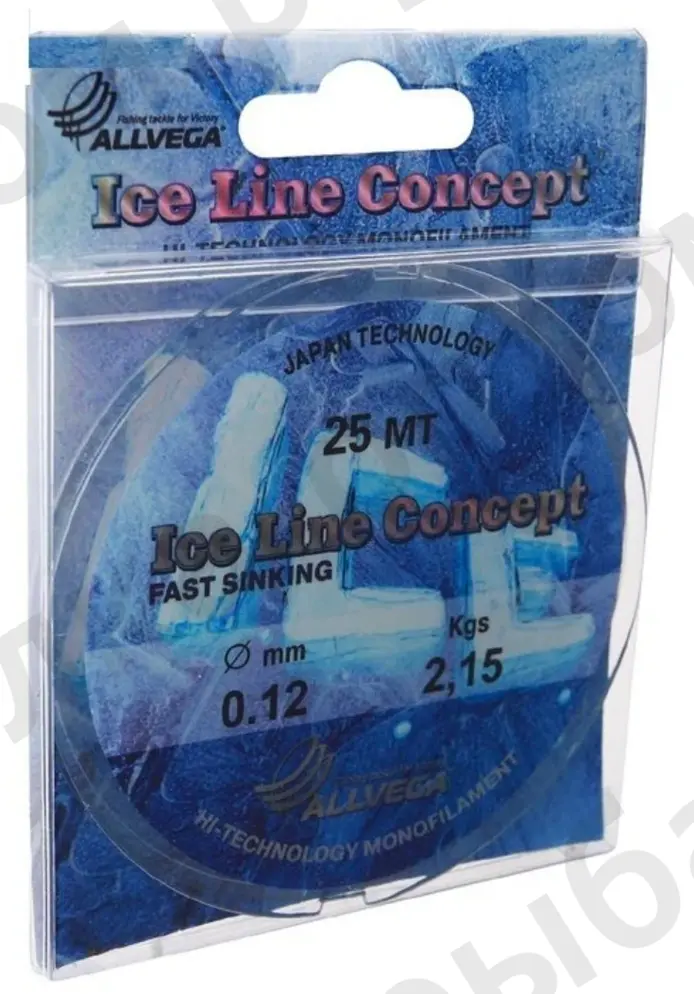 Fishing tackle for Victory
ALLVEGA®
Ice Line Concept
HI-TECHNOLOGY MONOFILAMENT
JAPAN TECHNOLOGY
25 MT
ICE
Ice Line Concept
FAST SINKING
Ø mm
Kgs
0.12
2,15
ALLVEGA
HI-TECHNOLOGY MONOFILAMENT